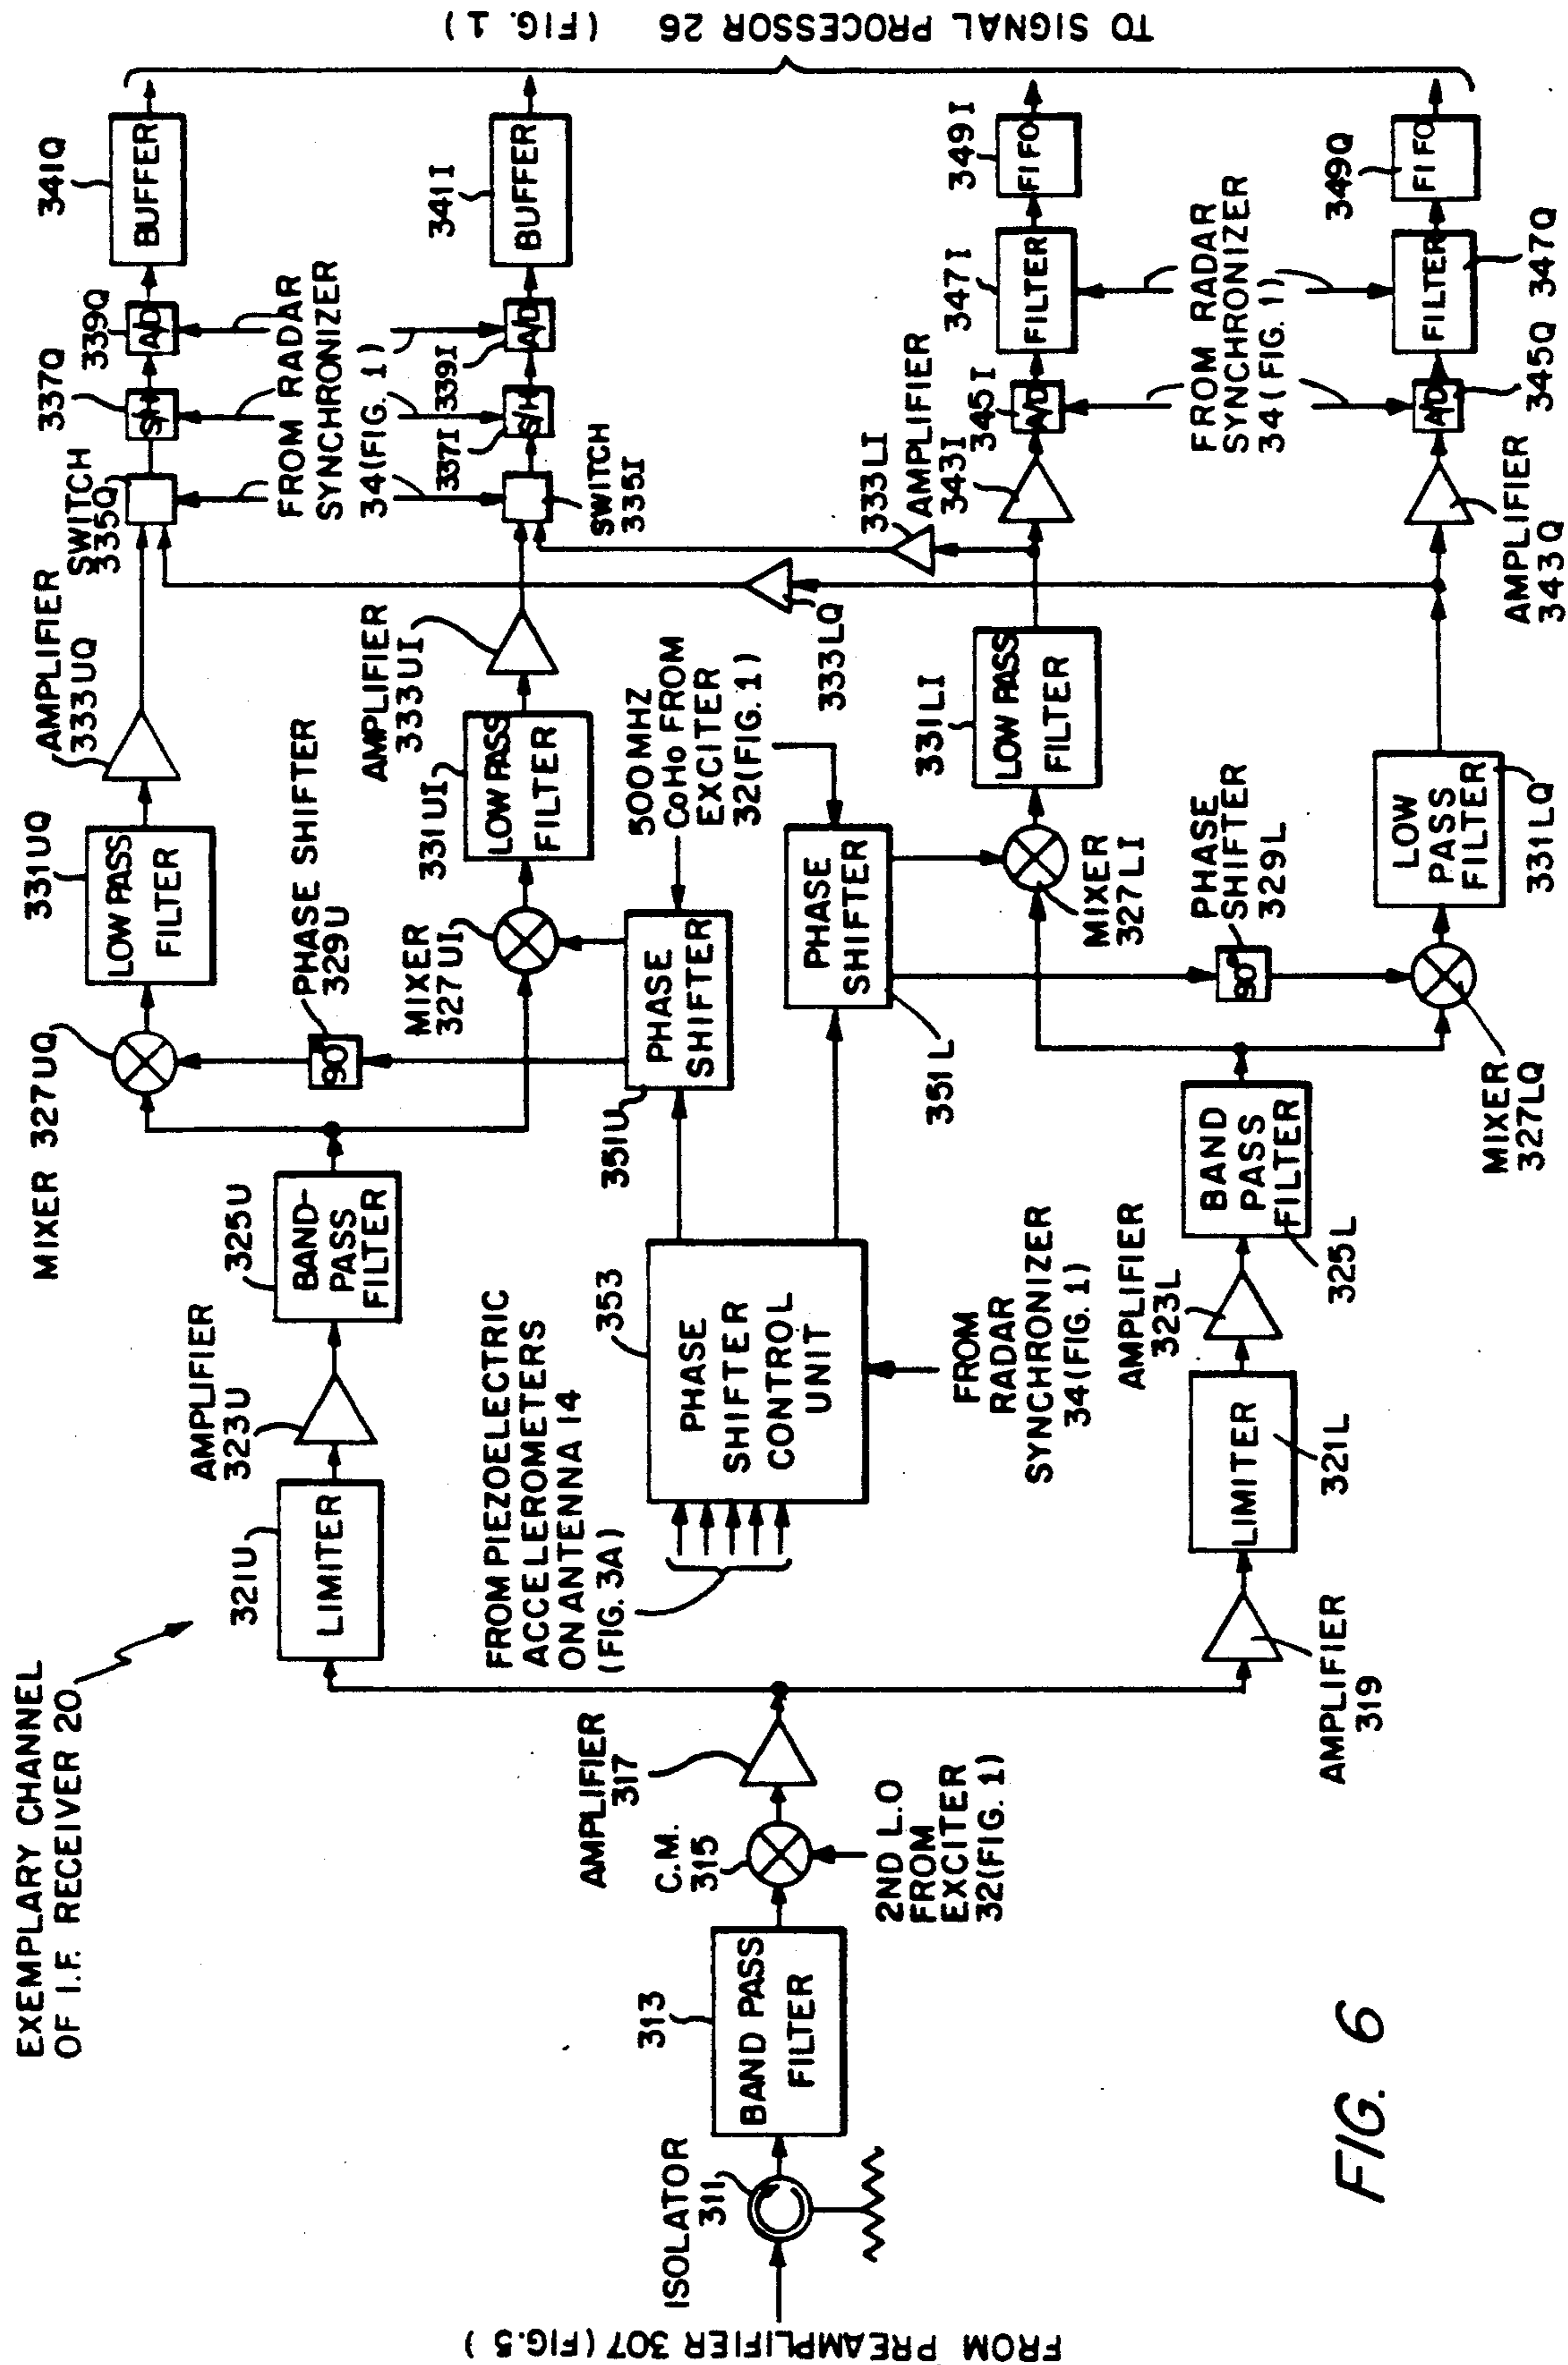 EXEMPLARY CHANNEL
OF I.F. RECEIVER 20
FROM PREAMPLIFIER 307 (FIG. 5)
ISOLATOR
311
313
BAND PASS
FILTER
C.M.
315
2ND L.O
FROM
EXCITER
32(FIG. 1)
AMPLIFIER
317
AMPLIFIER
319
321U
LIMITER
AMPLIFIER
323U
325U
BAND-
PASS
FILTER
MIXER 327UQ
331UQ
LOW PASS
FILTER
AMPLIFIER
333UQ
SWITCH
335Q
337Q
S/H
339Q
A/D
341Q
BUFFER
PHASE SHIFTER
329U
90°
MIXER
327UI
331UI
LOW PASS
FILTER
AMPLIFIER
333UI
SWITCH
335I
337I
S/H
339I
A/D
341I
BUFFER
FROM RADAR
SYNCHRONIZER
34(FIG. 1)
FROM PIEZOELECTRIC
ACCELEROMETERS
ON ANTENNA 14
(FIG. 3A)
353
PHASE
SHIFTER
CONTROL
UNIT
FROM
RADAR
SYNCHRONIZER
34(FIG. 1)
351U
PHASE
SHIFTER
500MHZ
CoHo FROM
EXCITER
32(FIG. 1)
PHASE
SHIFTER
351L
333LQ
333LI
LIMITER
321L
AMPLIFIER
323L
BAND
PASS
FILTER
325L
MIXER
327LI
331LI
LOW PASS
FILTER
AMPLIFIER
343I
345I
A/D
347I
FILTER
349I
FIFO
FROM RADAR
SYNCHRONIZER
34(FIG. 1)
PHASE
SHIFTER
329L
90°
MIXER
327LQ
LOW
PASS
FILTER
331LQ
AMPLIFIER
343Q
A/D
345Q
FILTER
347Q
349Q
FIFO
TO SIGNAL PROCESSOR 26 (FIG. 1)
FIG. 6